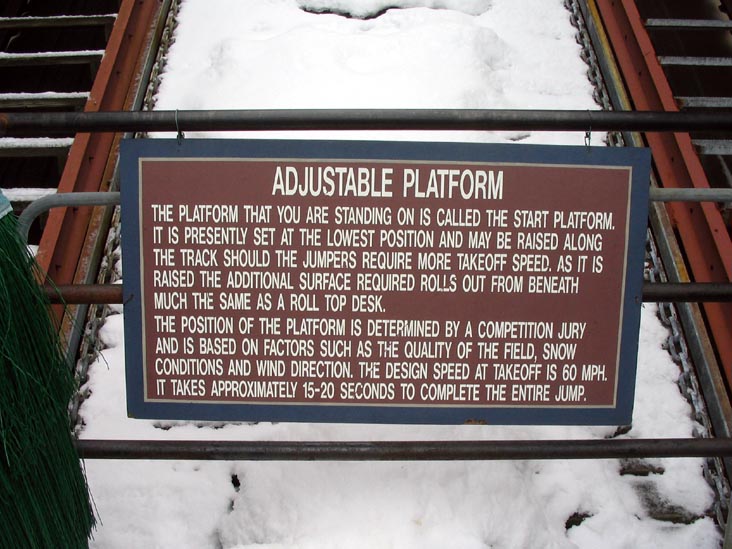 ADJUSTABLE PLATFORM
THE PLATFORM THAT YOU ARE STANDING ON IS CALLED THE START PLATFORM.
IT IS PRESENTLY SET AT THE LOWEST POSITION AND MAY BE RAISED ALONG
THE TRACK SHOULD THE JUMPERS REQUIRE MORE TAKEOFF SPEED. AS IT IS
RAISED THE ADDITIONAL SURFACE REQUIRED ROLLS OUT FROM BENEATH
MUCH THE SAME AS A ROLL TOP DESK.
THE POSITION OF THE PLATFORM IS DETERMINED BY A COMPETITION JURY
AND IS BASED ON FACTORS SUCH AS THE QUALITY OF THE FIELD, SNOW
CONDITIONS AND WIND DIRECTION. THE DESIGN SPEED AT TAKEOFF IS 60 MPH.
IT TAKES APPROXIMATELY 15-20 SECONDS TO COMPLETE THE ENTIRE JUMP.